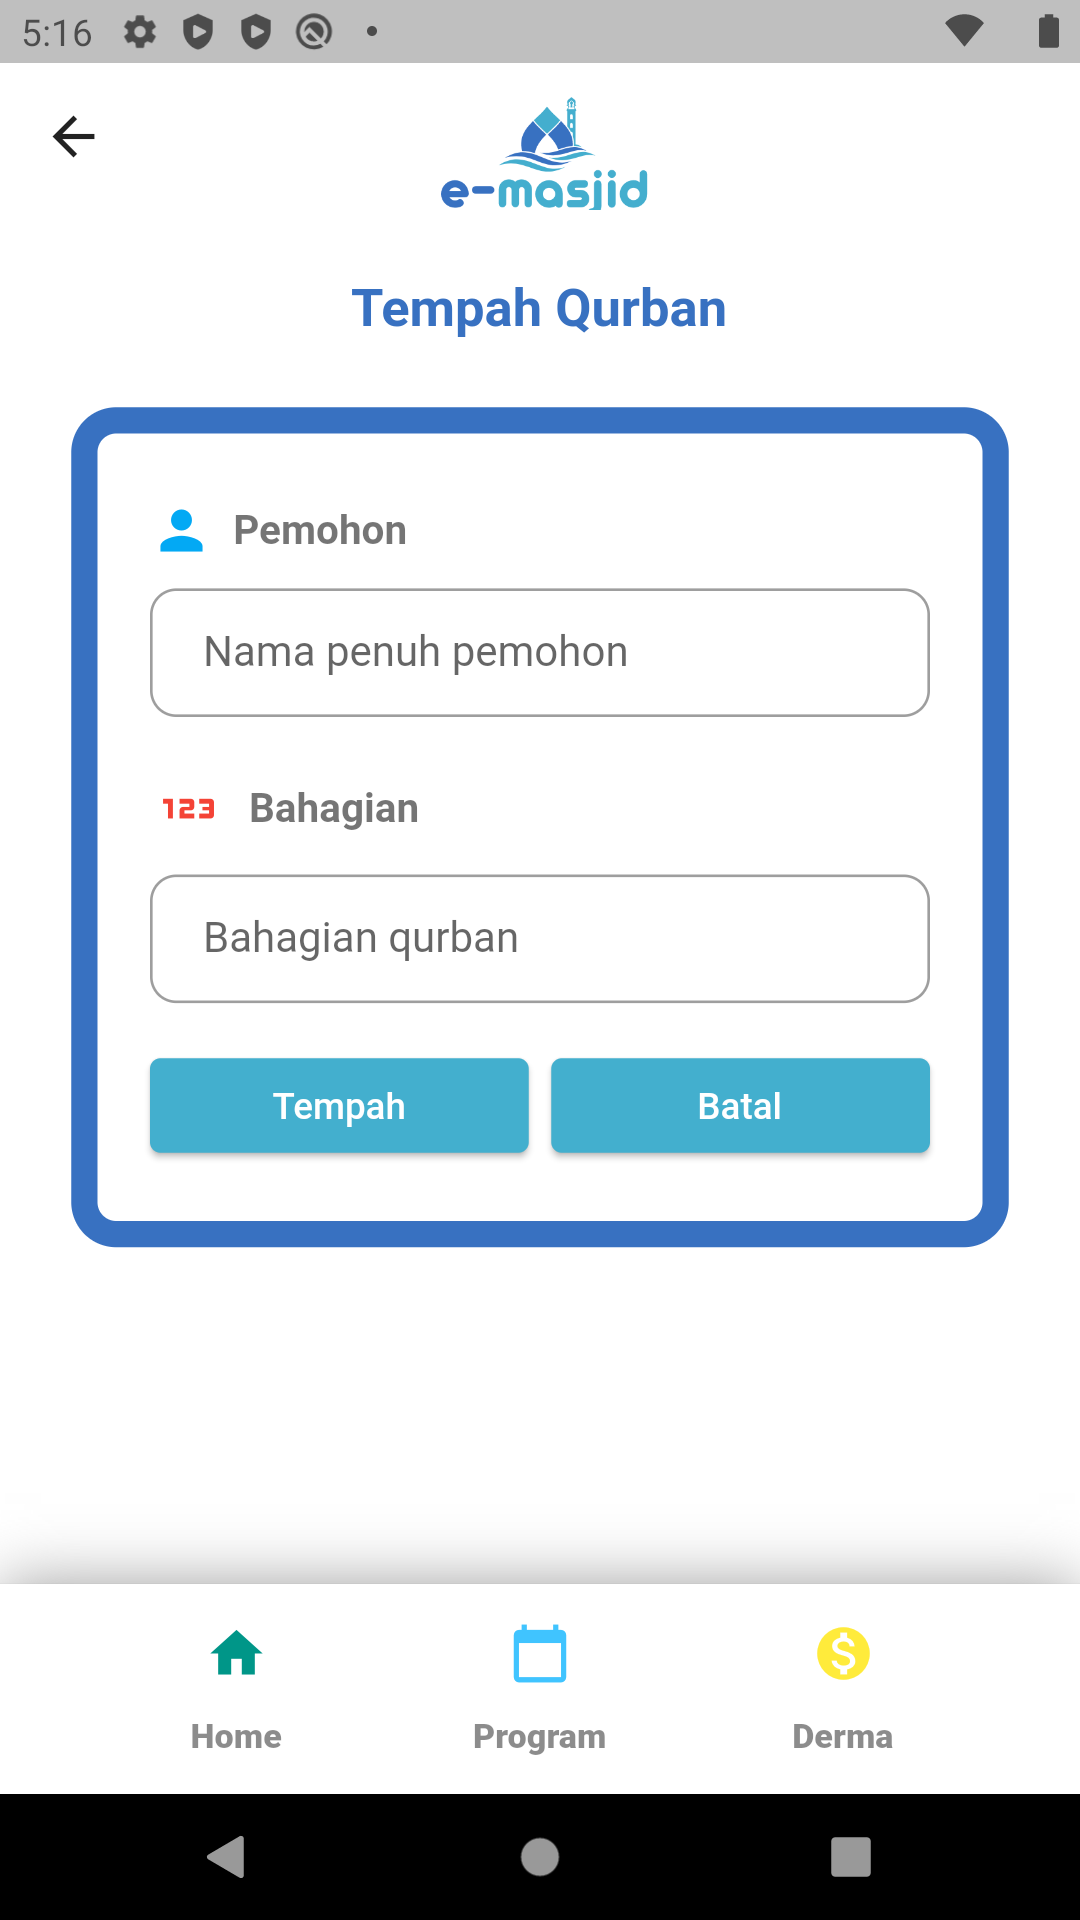 5:16
e-masjid
Tempah Qurban
Pemohon
Nama penuh pemohon
123 Bahagian
Bahagian qurban
Tempah Batal
Home Program Derma